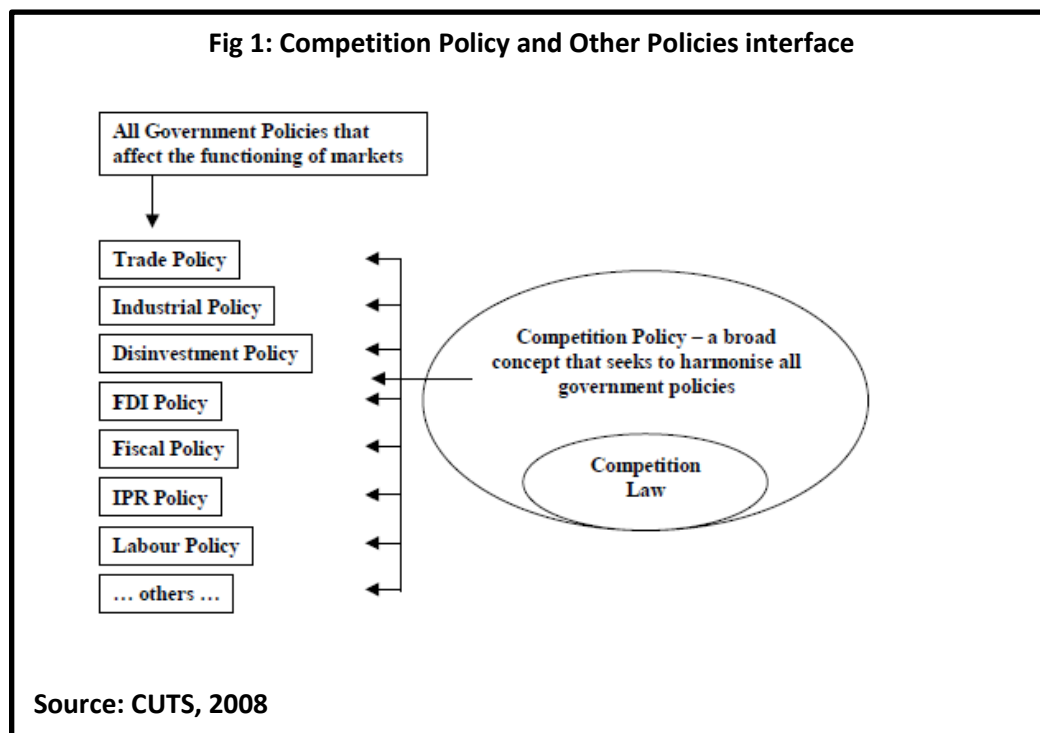 Fig 1: Competition Policy and Other Policies interface
All Government Policies that
affect the functioning of markets
Trade Policy
Industrial Policy
Disinvestment Policy
FDI Policy
Fiscal Policy
IPR Policy
Labour Policy
… others …
Competition Policy – a broad
concept that seeks to harmonise all
government policies
Competition
Law
Source: CUTS, 2008